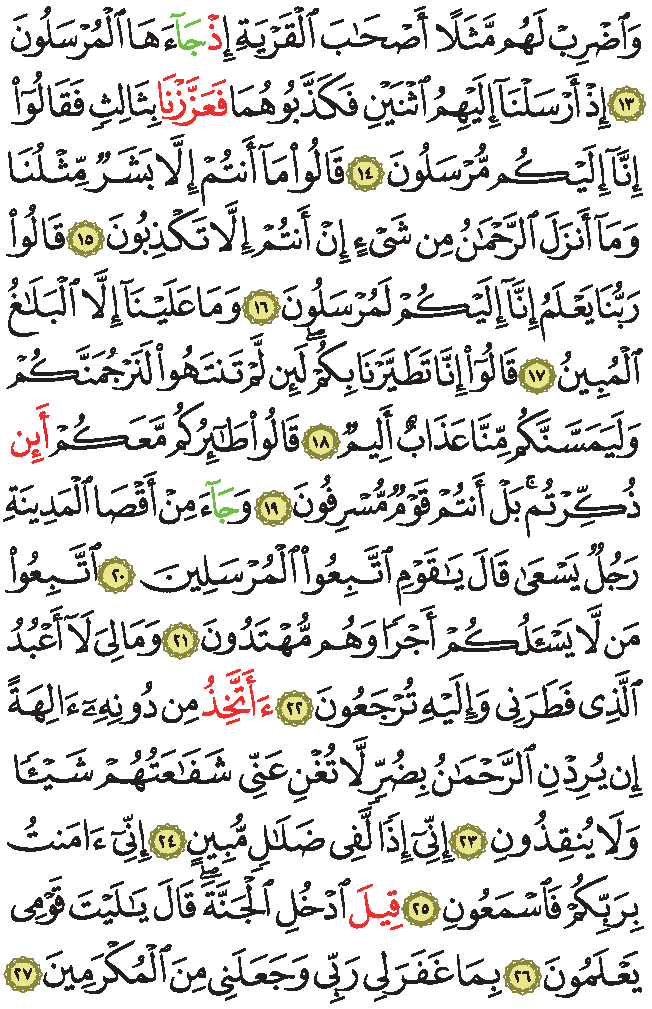 وَٱضْرِبْ لَهُم مَّثَلًا أَصْحَـٰبَ ٱلْقَرْيَةِ إِذْ جَآءَهَا ٱلْمُرْسَلُونَ
١٣ إِذْ أَرْسَلْنَآ إِلَيْهِمُ ٱثْنَيْنِ فَكَذَّبُوهُمَا فَعَزَّزْنَا بِثَالِثٍ فَقَالُوٓا۟
إِنَّآ إِلَيْكُم مُّرْسَلُونَ ١٤ قَالُوا۟ مَآ أَنتُمْ إِلَّا بَشَرٌ مِّثْلُنَا
وَمَآ أَنزَلَ ٱلرَّحْمَـٰنُ مِن شَىْءٍ إِنْ أَنتُمْ إِلَّا تَكْذِبُونَ ١٥ قَالُوا۟
رَبُّنَا يَعْلَمُ إِنَّآ إِلَيْكُمْ لَمُرْسَلُونَ ١٦ وَمَا عَلَيْنَآ إِلَّا ٱلْبَلَـٰغُ
ٱلْمُبِينُ ١٧ قَالُوٓا۟ إِنَّا تَطَيَّرْنَا بِكُمْ ۖ لَئِن لَّمْ تَنتَهُوا۟ لَنَرْجُمَنَّكُمْ
وَلَيَمَسَّنَّكُم مِّنَّا عَذَابٌ أَلِيمٌ ١٨ قَالُوا۟ طَـٰٓئِرُكُم مَّعَكُمْ أَئِن
ذُكِّرْتُم ۚ بَلْ أَنتُمْ قَوْمٌ مُّسْرِفُونَ ١٩ وَجَآءَ مِنْ أَقْصَا ٱلْمَدِينَةِ
رَجُلٌ يَسْعَىٰ قَالَ يَـٰقَوْمِ ٱتَّبِعُوا۟ ٱلْمُرْسَلِينَ ٢٠ ٱتَّبِعُوا۟
مَن لَّا يَسْـَٔلُكُمْ أَجْرًا وَهُم مُّهْتَدُونَ ٢١ وَمَا لِىَ لَآ أَعْبُدُ
ٱلَّذِى فَطَرَنِى وَإِلَيْهِ تُرْجَعُونَ ٢٢ ءَأَتَّخِذُ مِن دُونِهِۦٓ ءَالِهَةً
إِن يُرِدْنِ ٱلرَّحْمَـٰنُ بِضُرٍّ لَّا تُغْنِ عَنِّى شَفَـٰعَتُهُمْ شَيْـًٔا
وَلَا يُنقِذُونِ ٢٣ إِنِّىٓ إِذًا لَّفِى ضَلَـٰلٍ مُّبِينٍ ٢٤ إِنِّىٓ ءَامَنتُ
بِرَبِّكُمْ فَٱسْمَعُونِ ٢٥ قِيلَ ٱدْخُلِ ٱلْجَنَّةَ ۖ قَالَ يَـٰلَيْتَ قَوْمِى
يَعْلَمُونَ ٢٦ بِمَا غَفَرَ لِى رَبِّى وَجَعَلَنِى مِنَ ٱلْمُكْرَمِينَ ٢٧